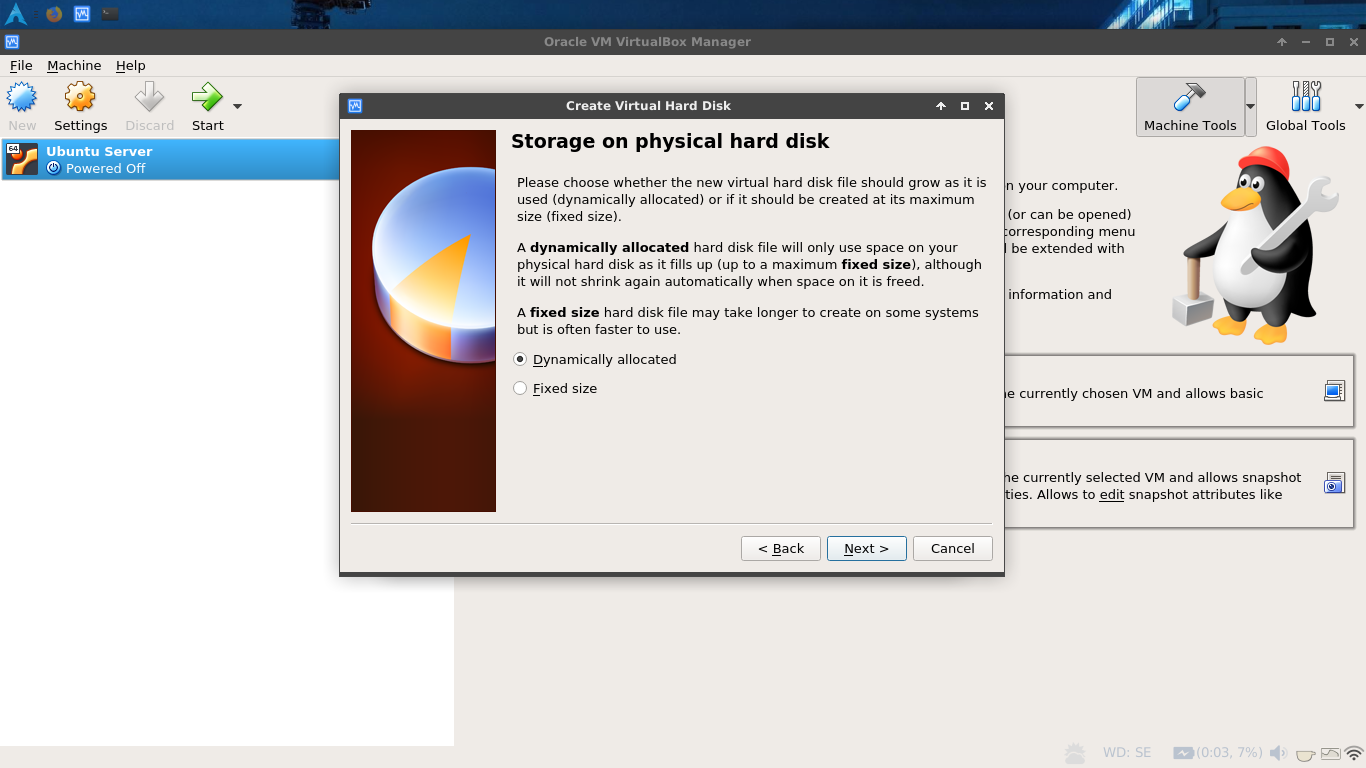 Oracle VM VirtualBox Manager
File Machine Help
New Settings Discard Start
Machine Tools Global Tools
64
Ubuntu Server
Powered Off
Create Virtual Hard Disk
Storage on physical hard disk
Please choose whether the new virtual hard disk file should grow as it is
used (dynamically allocated) or if it should be created at its maximum
size (fixed size).
A dynamically allocated hard disk file will only use space on your
physical hard disk as it fills up (up to a maximum fixed size), although
it will not shrink again automatically when space on it is freed.
A fixed size hard disk file may take longer to create on some systems
but is often faster to use.
Dynamically allocated
Fixed size
< Back Next > Cancel
your computer.
(or can be opened)
menu
be extended with
information and
currently chosen VM and allows basic
currently selected VM and allows snapshot
Allows to edit snapshot attributes like
WD: SE (0:03, 7%)